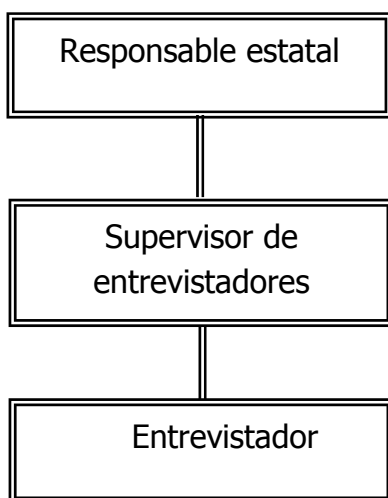 Responsable estatal
Supervisor de
entrevistadores
Entrevistador